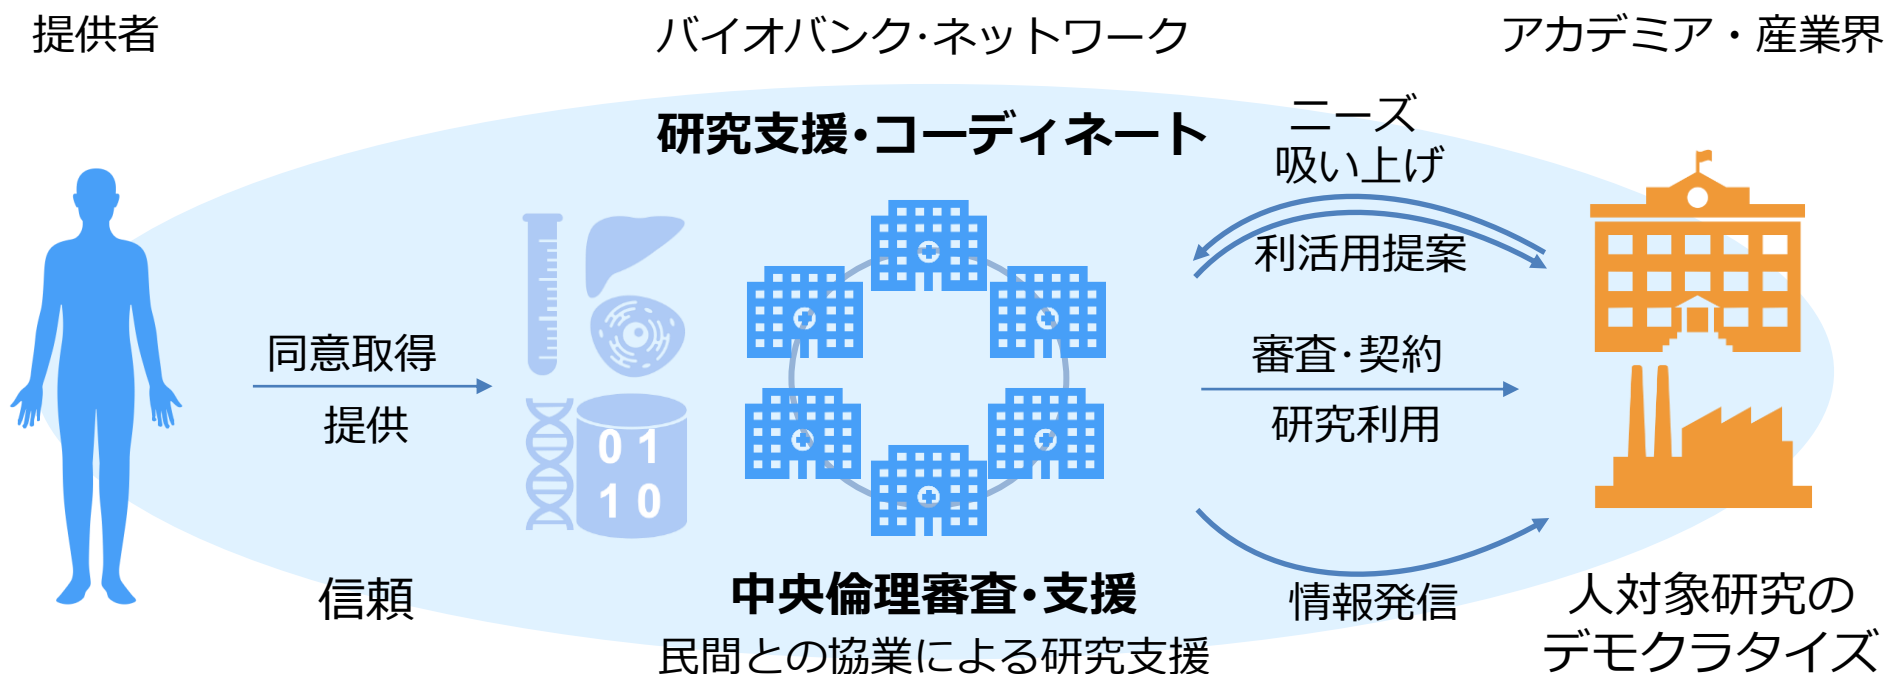 提供者
バイオバンク･ネットワーク
アカデミア・産業界
研究支援･コーディネート
ニーズ
吸い上げ
利活用提案
同意取得
提供
01
10
審査･契約
研究利用
信頼
中央倫理審査･支援
民間との協業による研究支援
情報発信
人対象研究の
デモクラタイズ